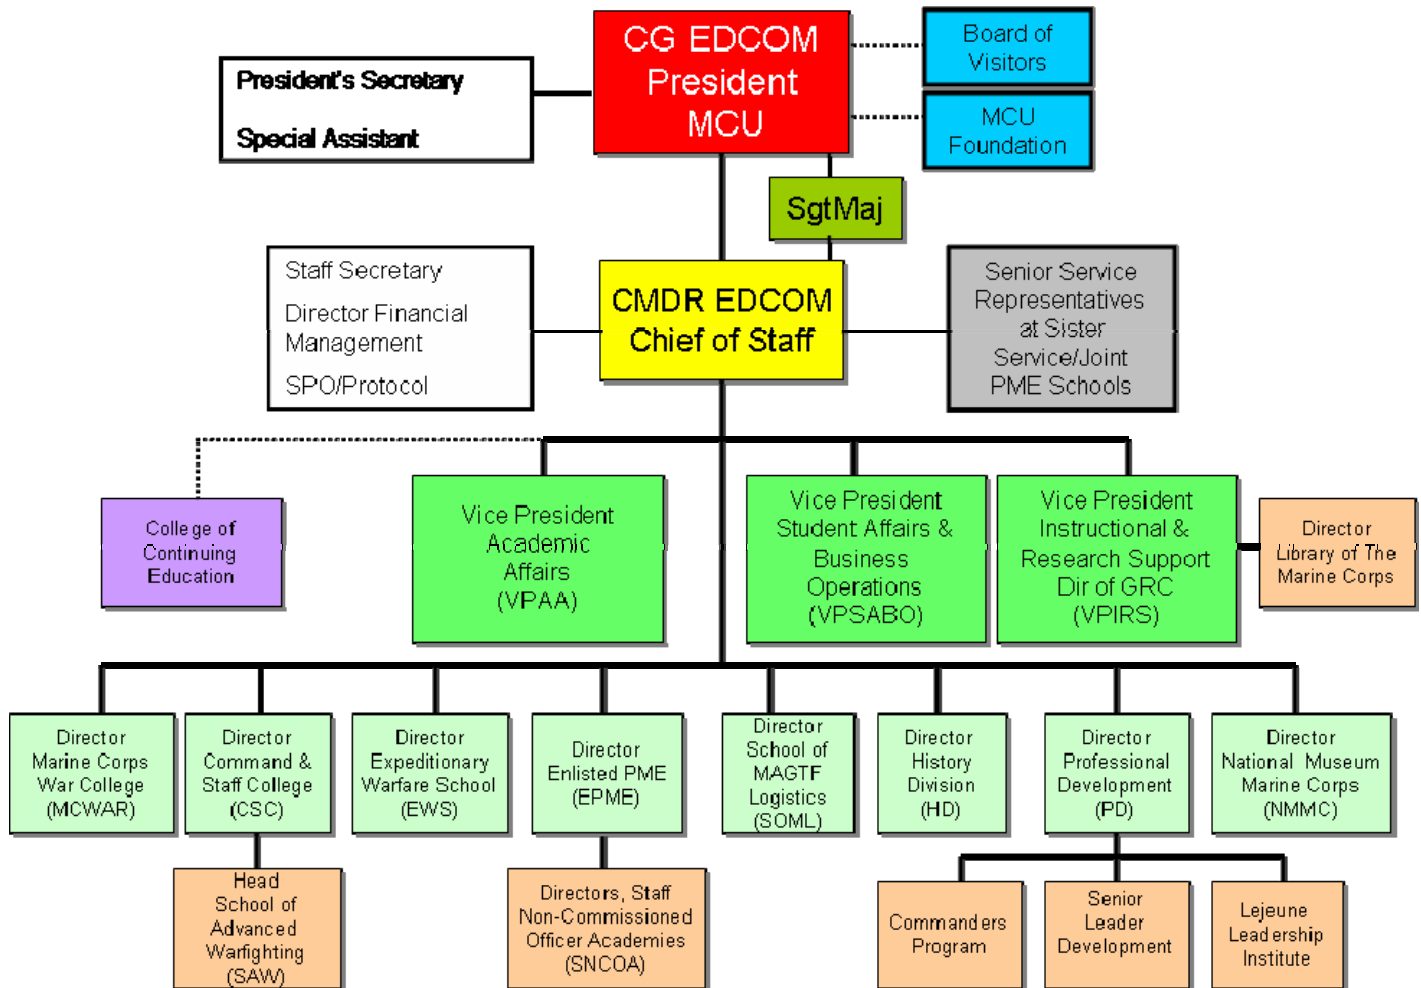 CG EDCOM
President
MCU
Board of
Visitors
President's Secretary
Special Assistant
MCU
Foundation
SgtMaj
Staff Secretary
Director Financial
Management
SPO/Protocol
CMDR EDCOM
Chief of Staff
Senior Service
Representatives
at Sister
Service/Joint
PME Schools
College of
Continuing
Education
Vice President
Academic
Affairs
(VPAA)
Vice President
Student Affairs &
Business
Operations
(VPSABO)
Vice President
Instructional &
Research Support
Dir of GRC
(VPIRS)
Director
Library of The
Marine Corps
Director
Marine Corps
War College
(MCWAR)
Director
Command &
Staff College
(CSC)
Director
Expeditionary
Warfare School
(EWS)
Director
Enlisted PME
(EPME)
Director
School of
MAGTF
Logistics
(SOML)
Director
History
Division
(HD)
Director
Professional
Development
(PD)
Director
National Museum
Marine Corps
(NMMC)
Head
School of
Advanced
Warfighting
(SAW)
Directors, Staff
Non-Commissioned
Officer Academies
(SNCOA)
Commanders
Program
Senior
Leader
Development
Lejeune
Leadership
Institute